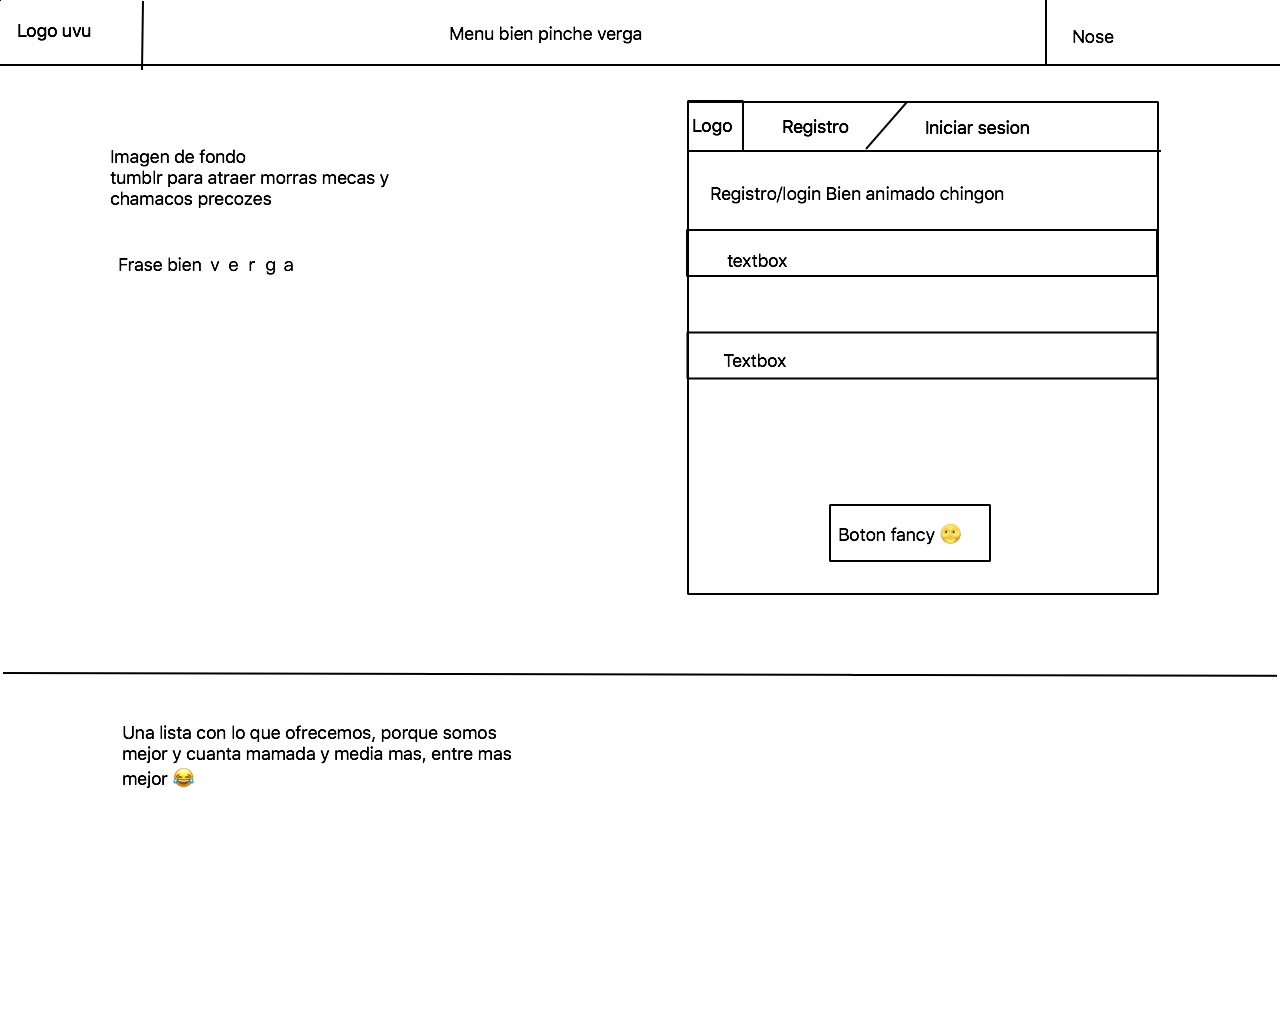 Logo uvu
Menu bien pinche verga
Nose
Imagen de fondo
tumblr para atraer morras mecas y
chamacos precozes
Frase bien ｖｅｒｇａ
Logo
Registro
Iniciar sesion
Registro/login Bien animado chingon
textbox
Textbox
Boton fancy 🌝
Una lista con lo que ofrecemos, porque somos
mejor y cuanta mamada y media mas, entre mas
mejor 😂